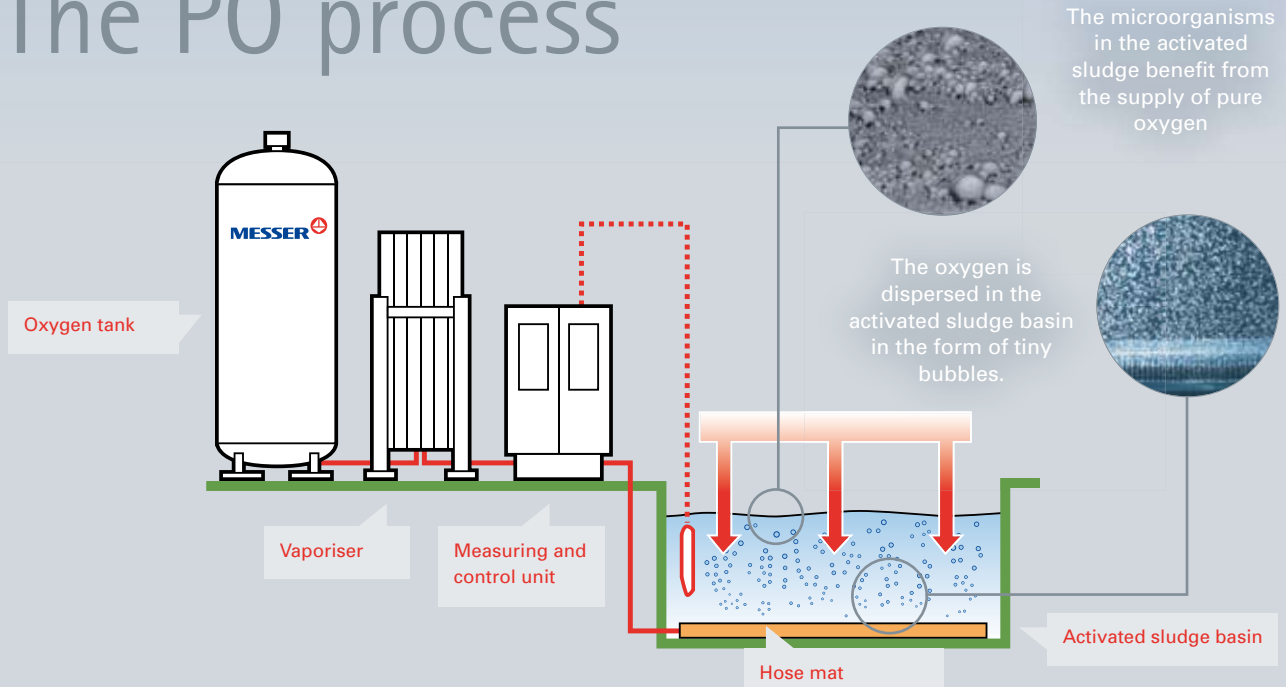 The PO process
The microorganisms
in the activated
sludge benefit from
the supply of pure
oxygen
MESSER
The oxygen is
dispersed in the
activated sludge basin
in the form of tiny
bubbles.
Oxygen tank
Vaporiser
Measuring and
control unit
Activated sludge basin
Hose mat